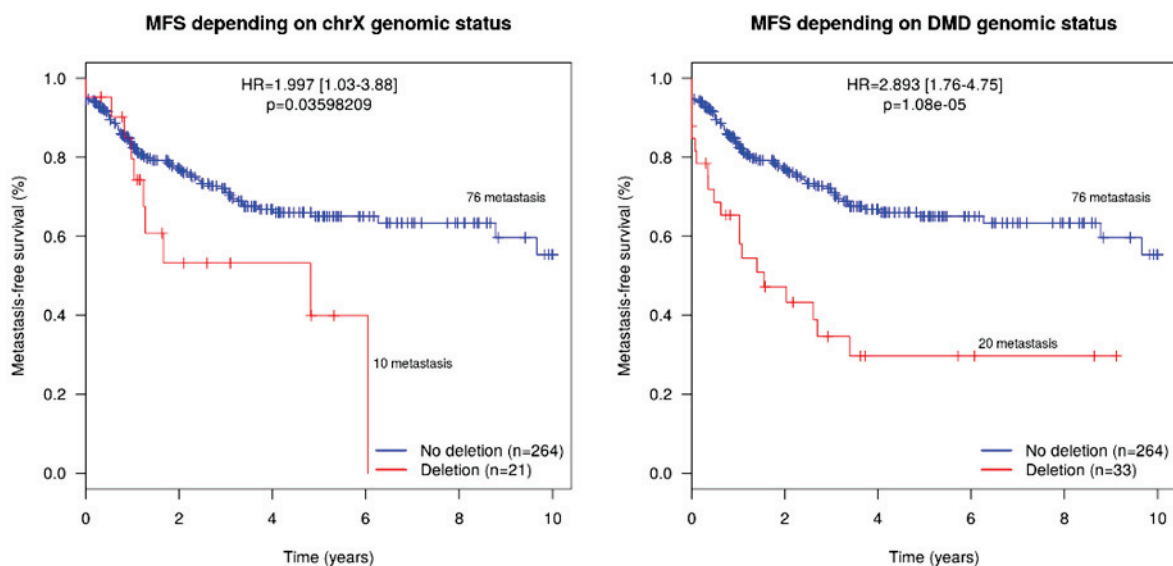 MFS depending on chrX genomic status
HR=1.997 [1.03-3.88]
p=0.03598209
Metastasis-free survival (%)
1.0
0.8
0.6
0.4
0.2
0.0
76 metastasis
10 metastasis
No deletion (n=264)
Deletion (n=21)
0 2 4 6 8 10
Time (years)
MFS depending on DMD genomic status
HR=2.893 [1.76-4.75]
p=1.08e-05
Metastasis-free survival (%)
1.0
0.8
0.6
0.4
0.2
0.0
76 metastasis
20 metastasis
No deletion (n=264)
Deletion (n=33)
0 2 4 6 8 10
Time (years)